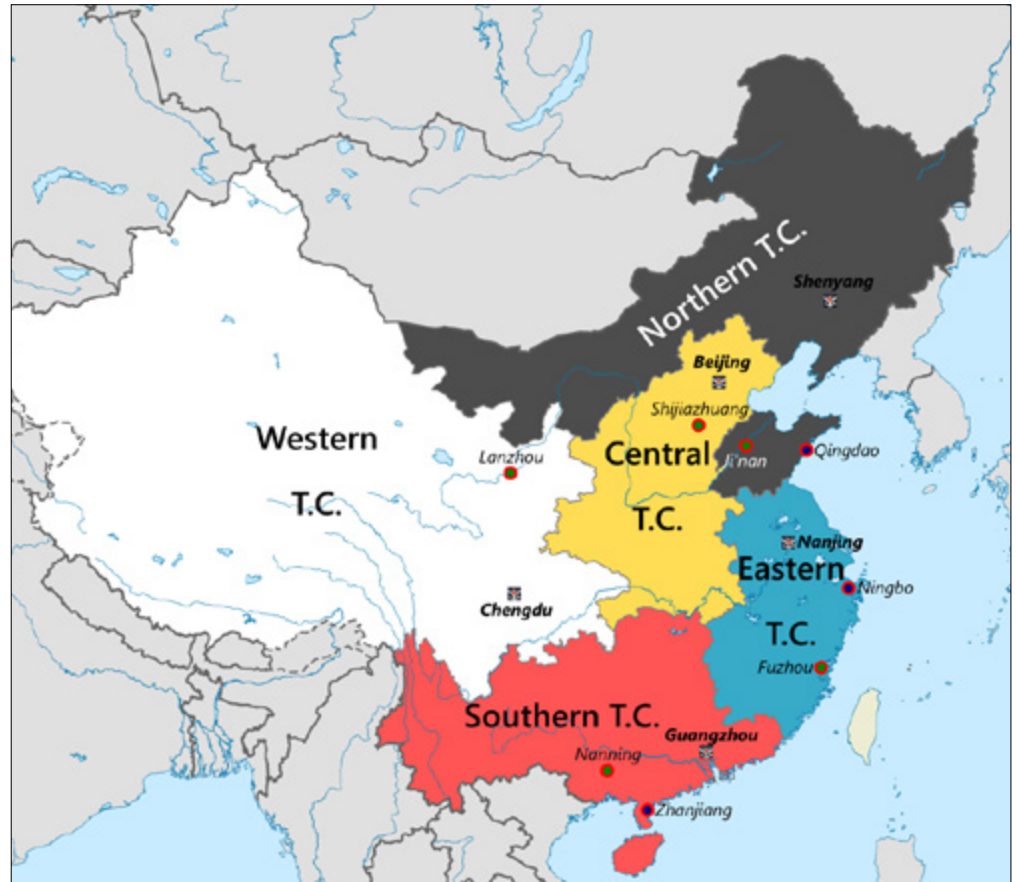 Northern T.C.
Shenyang
Beijing
Shijiazhuang
Western
T.C.
Lanzhou
Central
T.C.
Ji'nan
Qingdao
Nanjing
Eastern
T.C.
Ningbo
Chengdu
Fuzhou
Southern T.C.
Guangzhou
Nanning
Zhanjiang